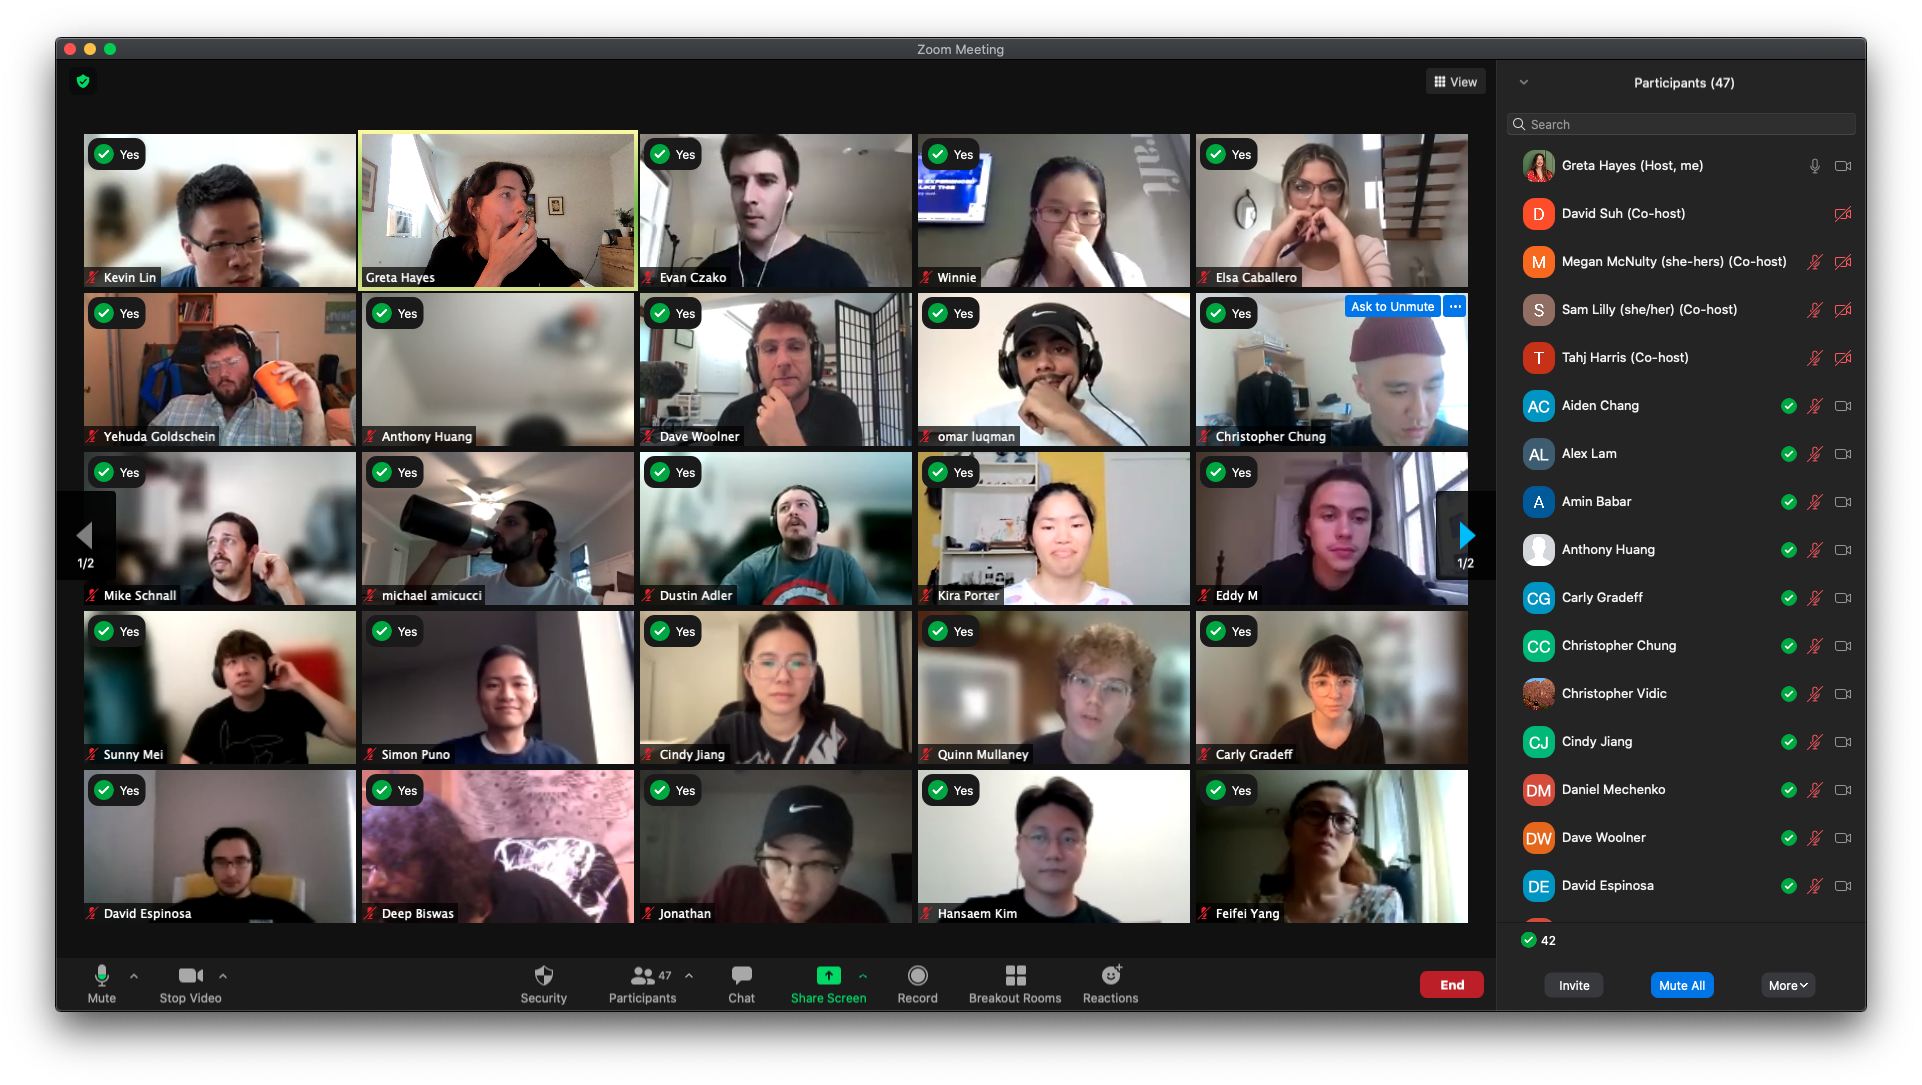 Zoom Meeting
View
Participants (47)
Search
Yes
Kevin Lin
Greta Hayes
Yes
Evan Czako
Yes
Winnie
Yes
Elsa Caballero
Yes
Yehuda Goldschein
Yes
Anthony Huang
Yes
Dave Woolner
Yes
omar luqman
Yes
Ask to Unmute
Christopher Chung
Yes
Mike Schnall
Yes
michael amicucci
Yes
Dustin Adler
Yes
Kira Porter
Yes
Eddy M
1/2
1/2
Yes
Sunny Mei
Yes
Simon Puno
Yes
Cindy Jiang
Yes
Quinn Mullaney
Yes
Carly Gradeff
Yes
David Espinosa
Yes
Deep Biswas
Yes
Jonathan
Yes
Hansaem Kim
Yes
Feifei Yang
Greta Hayes (Host, me)
D David Suh (Co-host)
M Megan McNulty (she-hers) (Co-host)
S Sam Lilly (she/her) (Co-host)
T Tahj Harris (Co-host)
AC Aiden Chang
AL Alex Lam
A Amin Babar
Anthony Huang
CG Carly Gradeff
CC Christopher Chung
Christopher Vidic
CJ Cindy Jiang
DM Daniel Mechenko
DW Dave Woolner
DE David Espinosa
42
Invite
Mute All
More
Mute
Stop Video
Security
47
Participants
Chat
Share Screen
Record
Breakout Rooms
Reactions
End